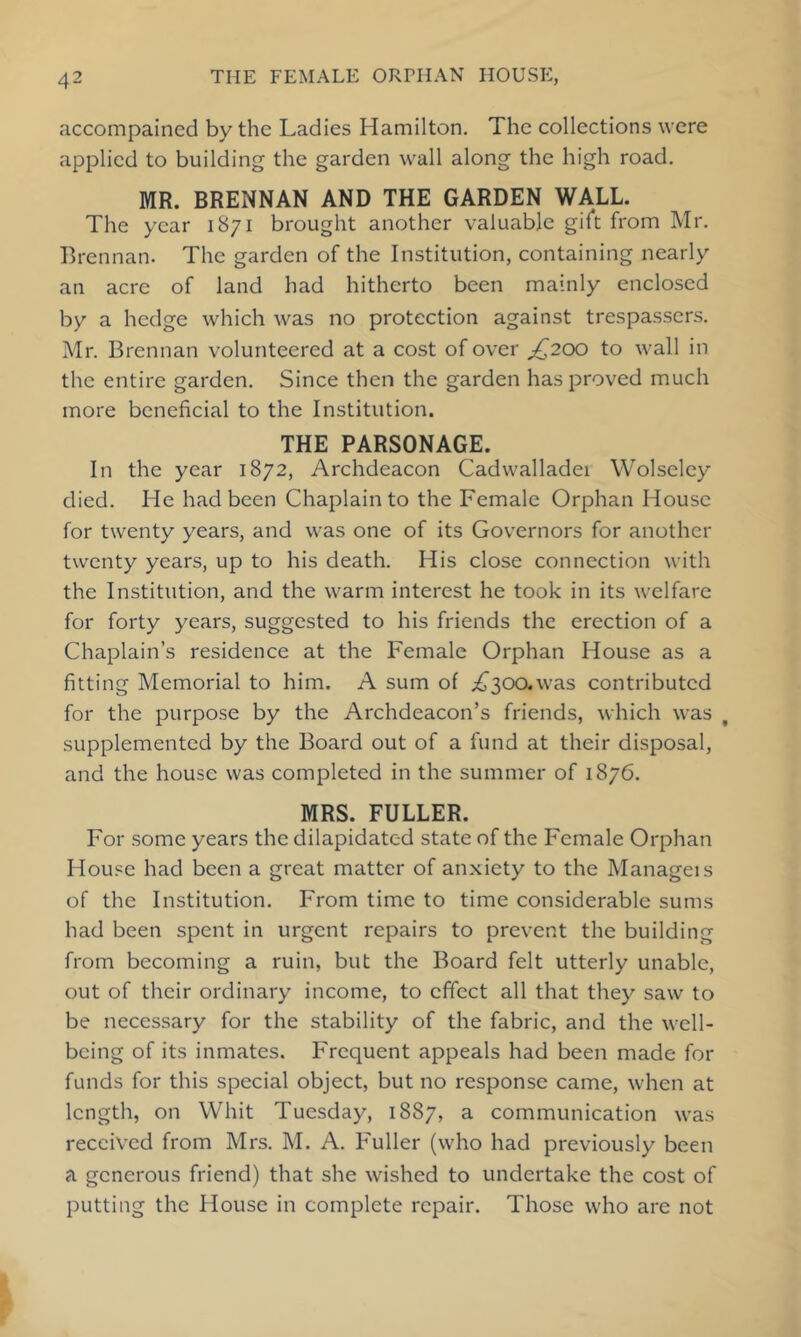 42 THE FEMALE ORPHAN HOUSE,
accompained by the Ladies Hamilton. The collections were
applied to building the garden wall along the high road.
MR. BRENNAN AND THE GARDEN WALL.
The year 1871 brought another valuable gift from Mr.
Brennan. The garden of the Institution, containing nearly
an acre of land had hitherto been mainly enclosed
by a hedge which was no protection against trespassers.
Mr. Brennan volunteered at a cost of over £200 to wall in
the entire garden. Since then the garden has proved much
more beneficial to the Institution.
THE PARSONAGE.
In the year 1872, Archdeacon Cadwallader Wolseley
died. He had been Chaplain to the Female Orphan House
for twenty years, and was one of its Governors for another
twenty years, up to his death. His close connection with
the Institution, and the warm interest he took in its welfare
for forty years, suggested to his friends the erection of a
Chaplain's residence at the Female Orphan House as a
fitting Memorial to him. A sum of £300 was contributed
for the purpose by the Archdeacon's friends, which was
supplemented by the Board out of a fund at their disposal,
and the house was completed in the summer of 1876.
MRS. FULLER.
For some years the dilapidated state of the Female Orphan
House had been a great matter of anxiety to the Managers
of the Institution. From time to time considerable sums
had been spent in urgent repairs to prevent the building
from becoming a ruin, but the Board felt utterly unable,
out of their ordinary income, to effect all that they saw to
be necessary for the stability of the fabric, and the well-
being of its inmates. Frequent appeals had been made for
funds for this special object, but no response came, when at
length, on Whit Tuesday, 1887, a communication was
received from Mrs. M. A. Fuller (who had previously been
a generous friend) that she wished to undertake the cost of
putting the House in complete repair. Those who are not